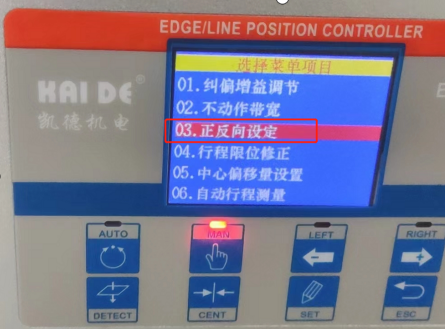 EDGE/LINE POSITION CONTROLLER
KAI DE®
凯德机电
选择菜单项目
01.纠偏增益调节
02.不动作带宽
03.正反向设定
04.行程限位修正
05.中心偏移量设置
06.自动行程测量
AUTO
MAN
LEFT
RIGHT
DETECT
CENT
SET
ESC